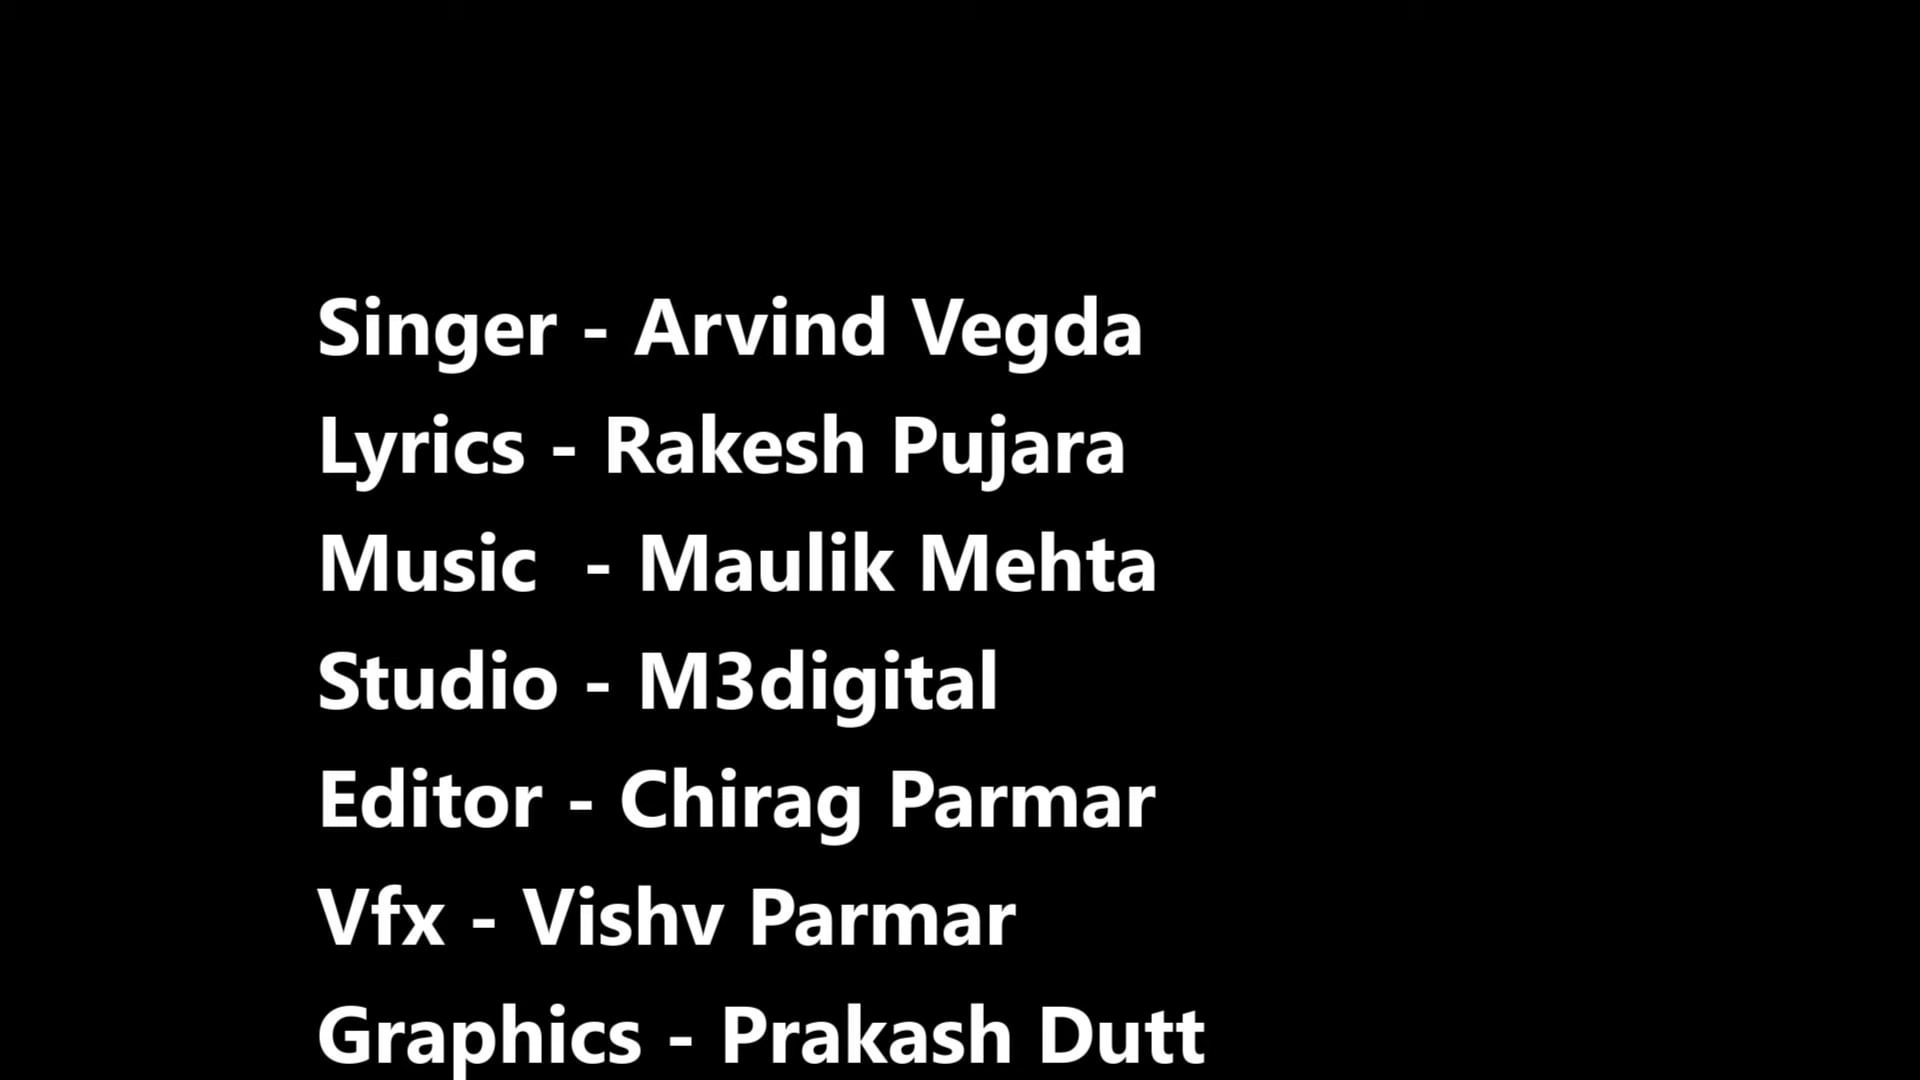 Singer - Arvind Vegda
Lyrics - Rakesh Pujara
Music  - Maulik Mehta
Studio - M3digital
Editor - Chirag Parmar
Vfx - Vishv Parmar
Graphics - Prakash Dutt